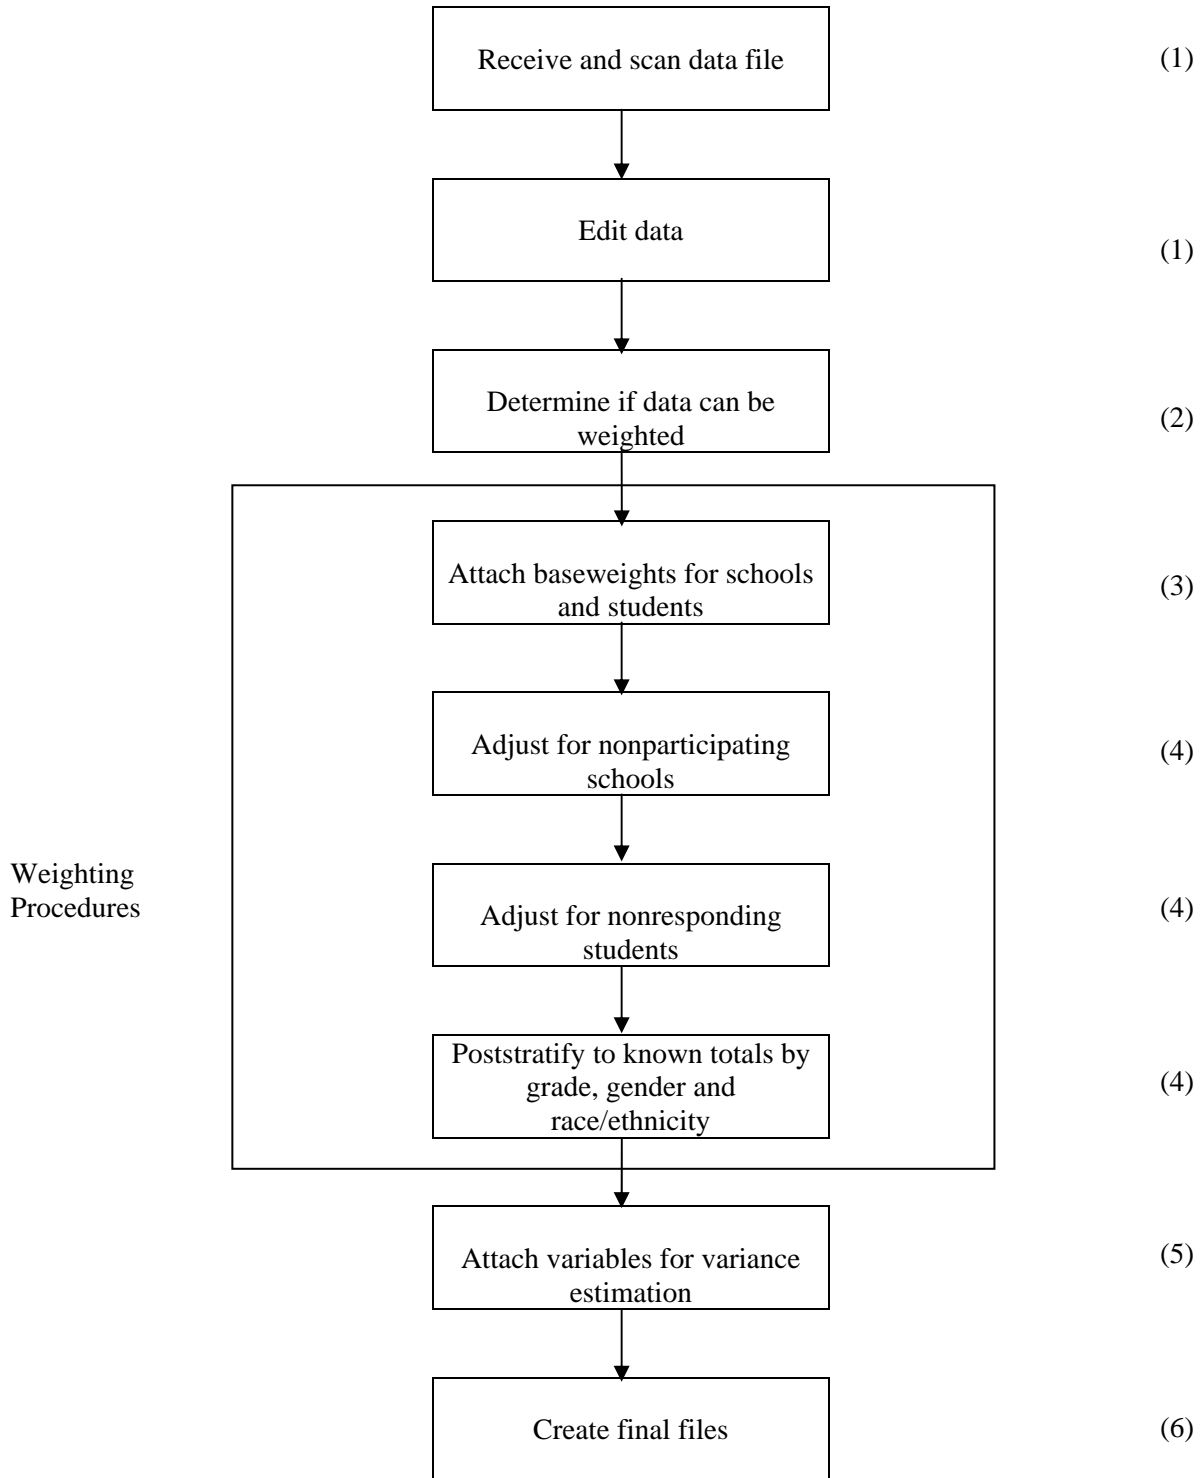 Receive and scan data file
(1)
Edit data
(1)
Determine if data can be
weighted
(2)
Attach baseweights for schools
and students
(3)
Adjust for nonparticipating
schools
(4)
Weighting
Procedures
Adjust for nonresponding
students
(4)
Poststratify to known totals by
grade, gender and
race/ethnicity
(4)
Attach variables for variance
estimation
(5)
Create final files
(6)